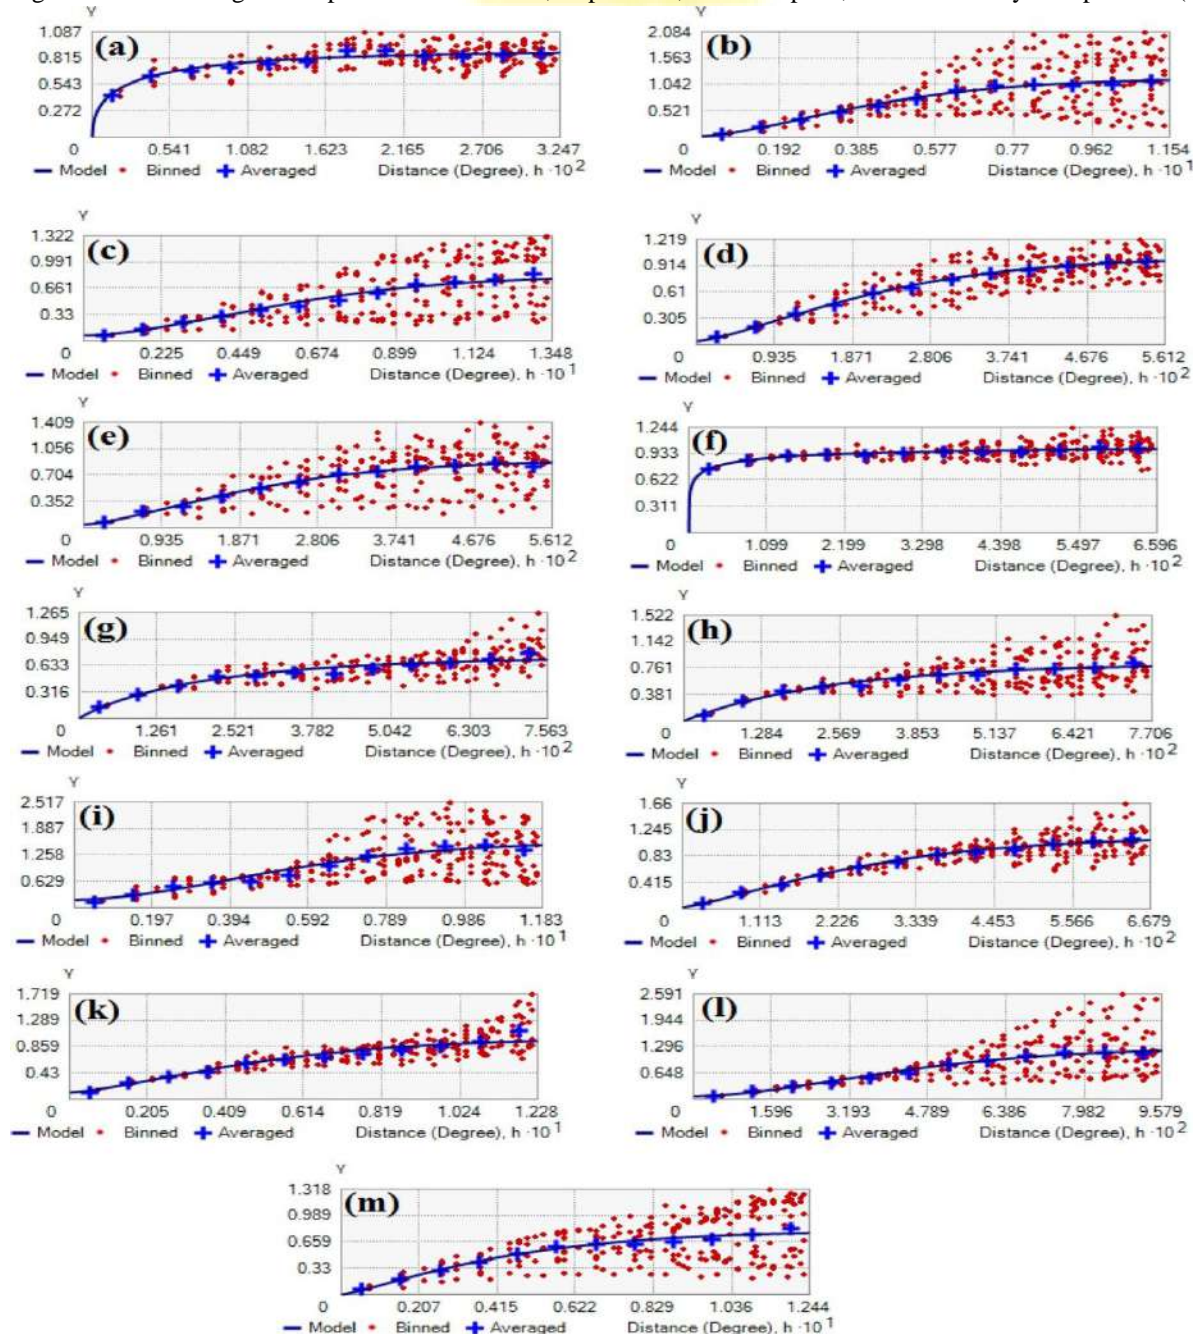 Y
1.087
(a)
0.815
0.543
0.272
0 0.541 1.082 1.623 2.165 2.706 3.247
Model Binned Averaged Distance (Degree), h ·10 2
Y
2.084
(b)
1.563
1.042
0.521
0 0.192 0.385 0.577 0.77 0.962 1.154
Model Binned Averaged Distance (Degree), h ·10 1
Y
1.322
(c)
0.991
0.661
0.33
0 0.225 0.449 0.674 0.899 1.124 1.348
Model Binned Averaged Distance (Degree), h ·10 1
Y
1.219
(d)
0.914
0.61
0.305
0 0.935 1.871 2.806 3.741 4.676 5.612
Model Binned Averaged Distance (Degree), h ·10 2
Y
1.409
(e)
1.056
0.704
0.352
0 0.935 1.871 2.806 3.741 4.676 5.612
Model Binned Averaged Distance (Degree), h ·10 2
Y
1.244
(f)
0.933
0.622
0.311
0 1.099 2.199 3.298 4.398 5.497 6.596
Model Binned Averaged Distance (Degree), h ·10 2
Y
1.265
(g)
0.949
0.633
0.316
0 1.261 2.521 3.782 5.042 6.303 7.563
Model Binned Averaged Distance (Degree), h ·10 2
Y
1.522
(h)
1.142
0.761
0.381
0 1.284 2.569 3.853 5.137 6.421 7.706
Model Binned Averaged Distance (Degree), h ·10 2
Y
2.517
(i)
1.887
1.258
0.629
0 0.197 0.394 0.592 0.789 0.986 1.183
Model Binned Averaged Distance (Degree), h ·10 1
Y
1.66
(j)
1.245
0.83
0.415
0 1.113 2.226 3.339 4.453 5.566 6.679
Model Binned Averaged Distance (Degree), h ·10 2
Y
1.719
(k)
1.289
0.859
0.43
0 0.205 0.409 0.614 0.819 1.024 1.228
Model Binned Averaged Distance (Degree), h ·10 1
Y
2.591
(l)
1.944
1.296
0.648
0 1.596 3.193 4.789 6.386 7.982 9.579
Model Binned Averaged Distance (Degree), h ·10 2
Y
1.318
(m)
0.989
0.659
0.33
0 0.207 0.415 0.622 0.829 1.036 1.244
Model Binned Averaged Distance (Degree), h ·10 1